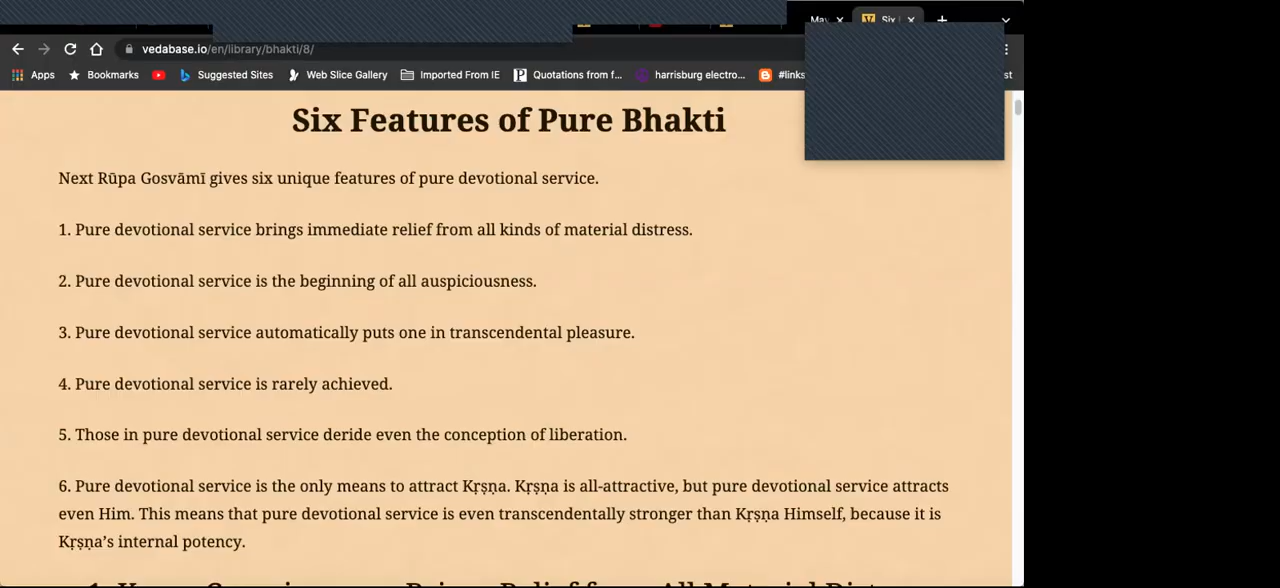 May
Six
vedabase.io/en/library/bhakti/8/
Apps Bookmarks Suggested Sites Web Slice Gallery Imported From IE Quotations from f... harrisburg electro... #links
Six Features of Pure Bhakti
Next Rūpa Gosvāmī gives six unique features of pure devotional service.
1. Pure devotional service brings immediate relief from all kinds of material distress.
2. Pure devotional service is the beginning of all auspiciousness.
3. Pure devotional service automatically puts one in transcendental pleasure.
4. Pure devotional service is rarely achieved.
5. Those in pure devotional service deride even the conception of liberation.
6. Pure devotional service is the only means to attract Kṛṣṇa. Kṛṣṇa is all-attractive, but pure devotional service attracts
even Him. This means that pure devotional service is even transcendentally stronger than Kṛṣṇa Himself, because it is
Kṛṣṇa’s internal potency.